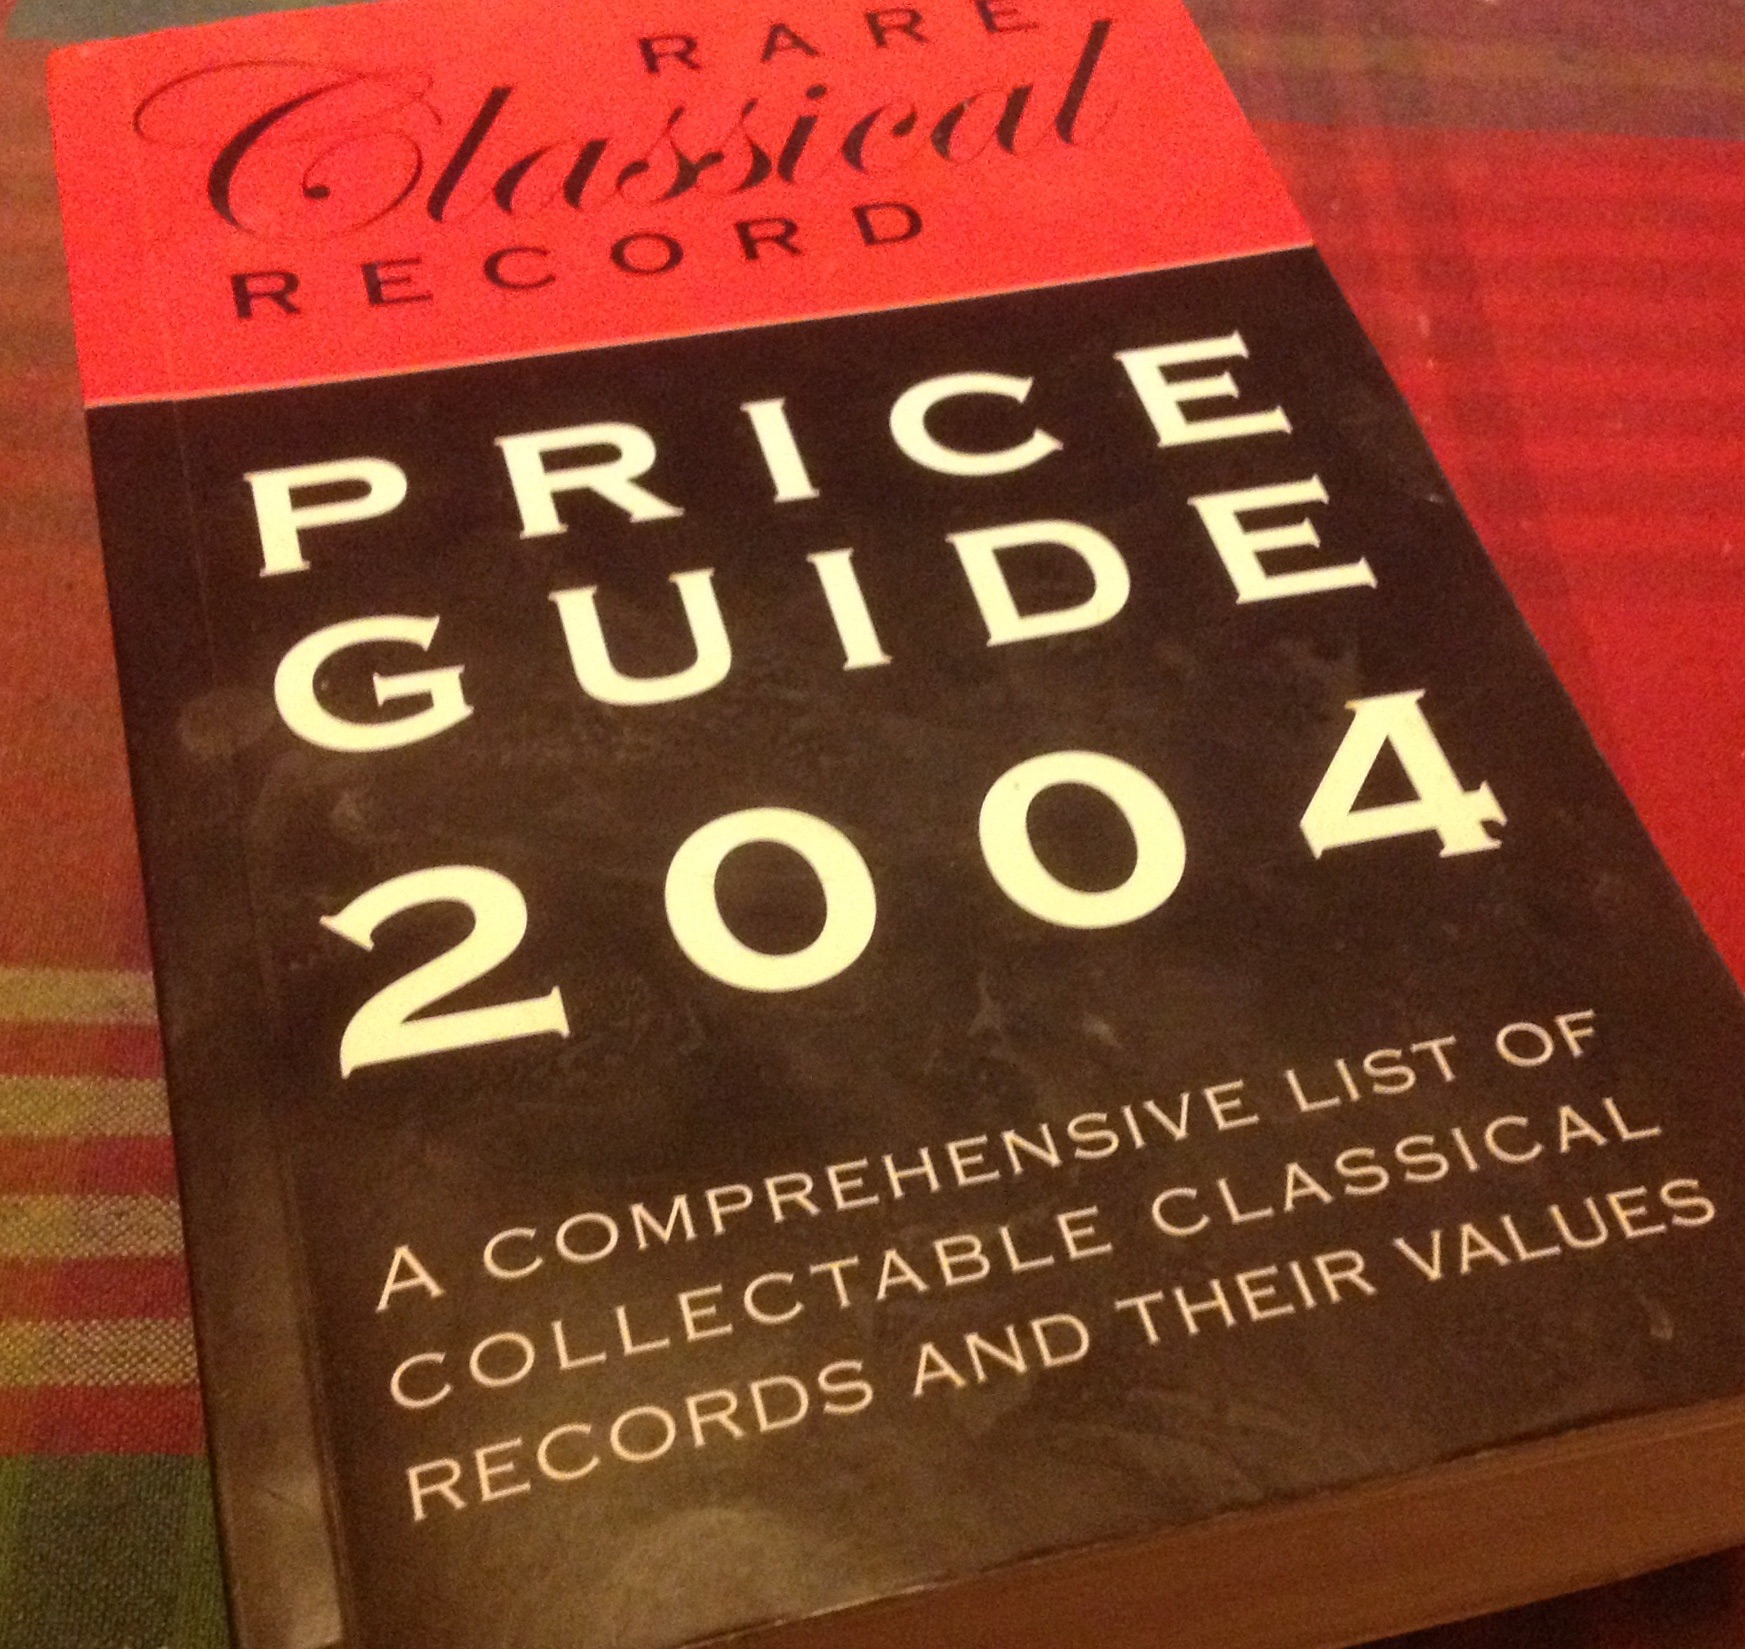 RARE
Classical
RECORD
PRICE
GUIDE
2004
A COMPREHENSIVE LIST OF
COLLECTABLE CLASSICAL
RECORDS AND THEIR VALUES